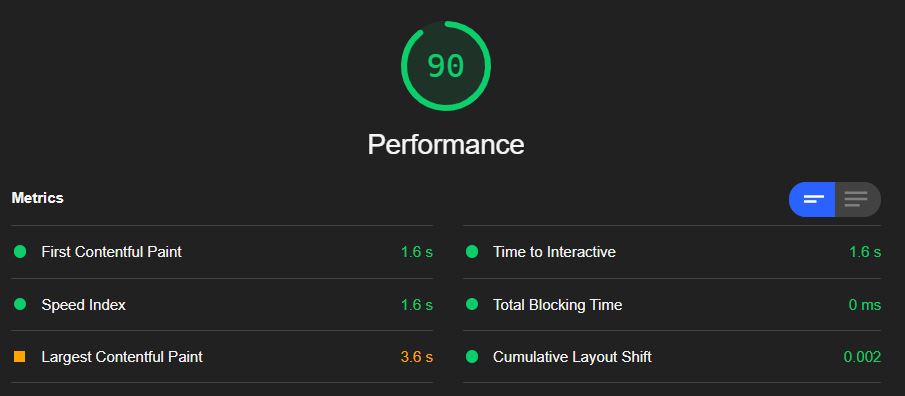 90
Performance
Metrics
First Contentful Paint 1.6 s
Time to Interactive 1.6 s
Speed Index 1.6 s
Total Blocking Time 0 ms
Largest Contentful Paint 3.6 s
Cumulative Layout Shift 0.002